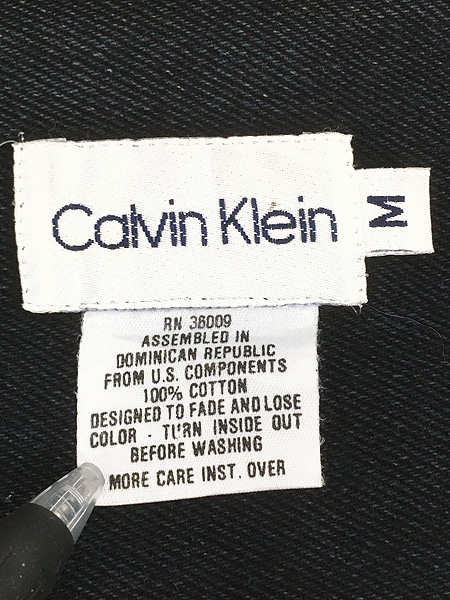 Calvin Klein
M
RN 36009
ASSEMBLED IN
DOMINICAN REPUBLIC
FROM U.S. COMPONENTS
100% COTTON
DESIGNED TO FADE AND LOSE
COLOR - TURN INSIDE OUT
BEFORE WASHING
MORE CARE INST. OVER